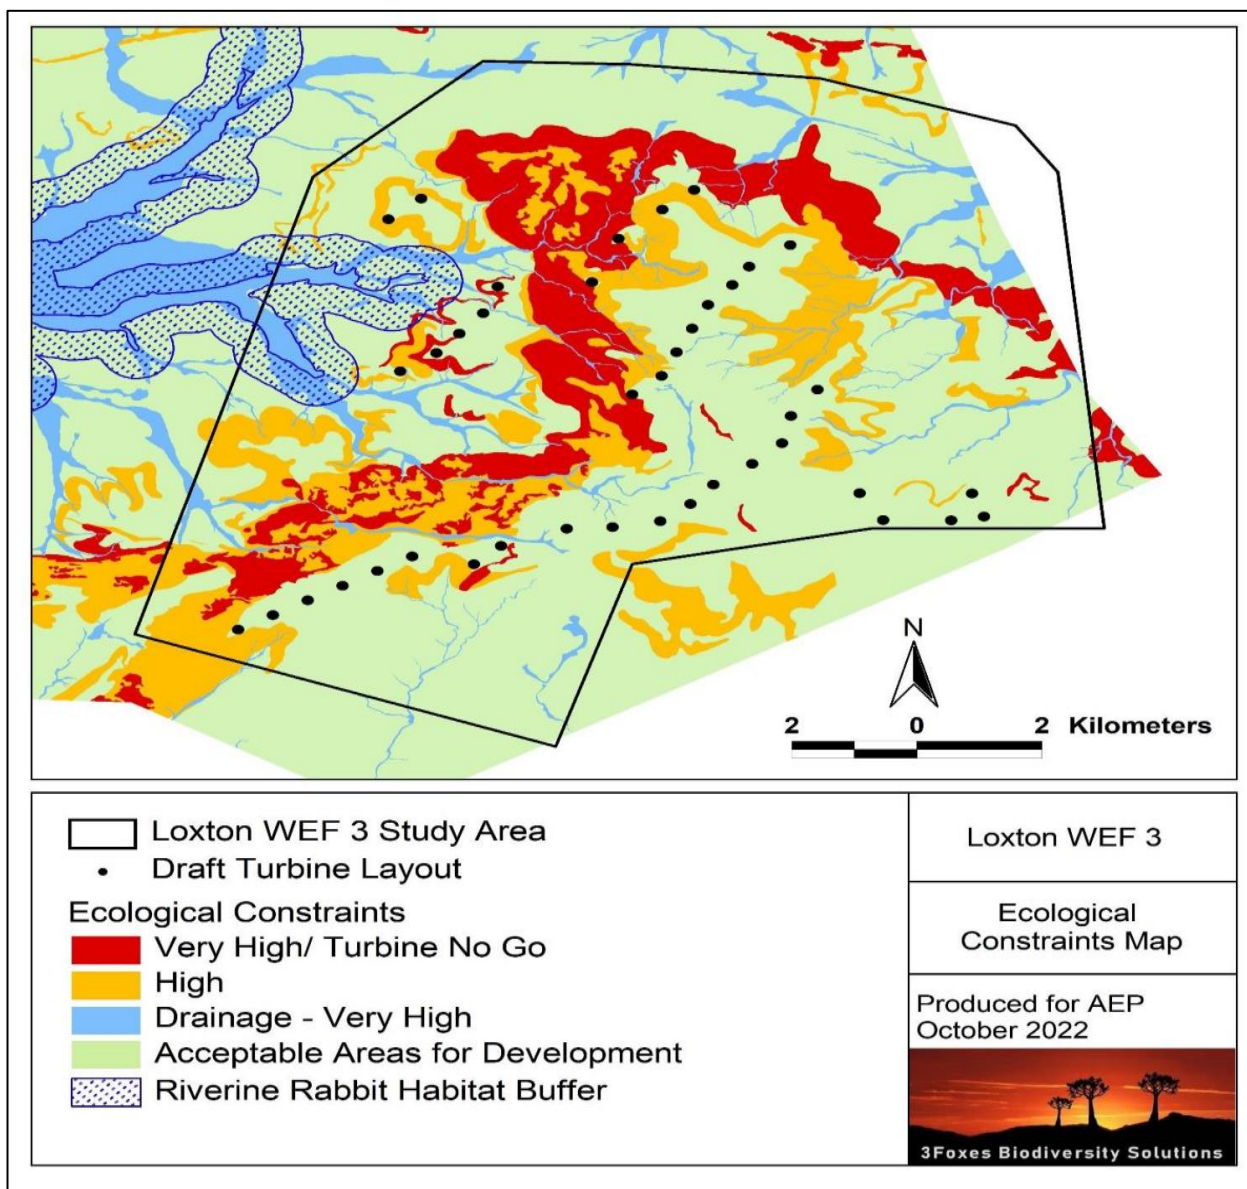 N
2 0 2 Kilometers
Loxton WEF 3 Study Area
Draft Turbine Layout
Ecological Constraints
Very High/ Turbine No Go
High
Drainage - Very High
Acceptable Areas for Development
Riverine Rabbit Habitat Buffer
Loxton WEF 3
Ecological
Constraints Map
Produced for AEP
October 2022
3Foxes Biodiversity Solutions